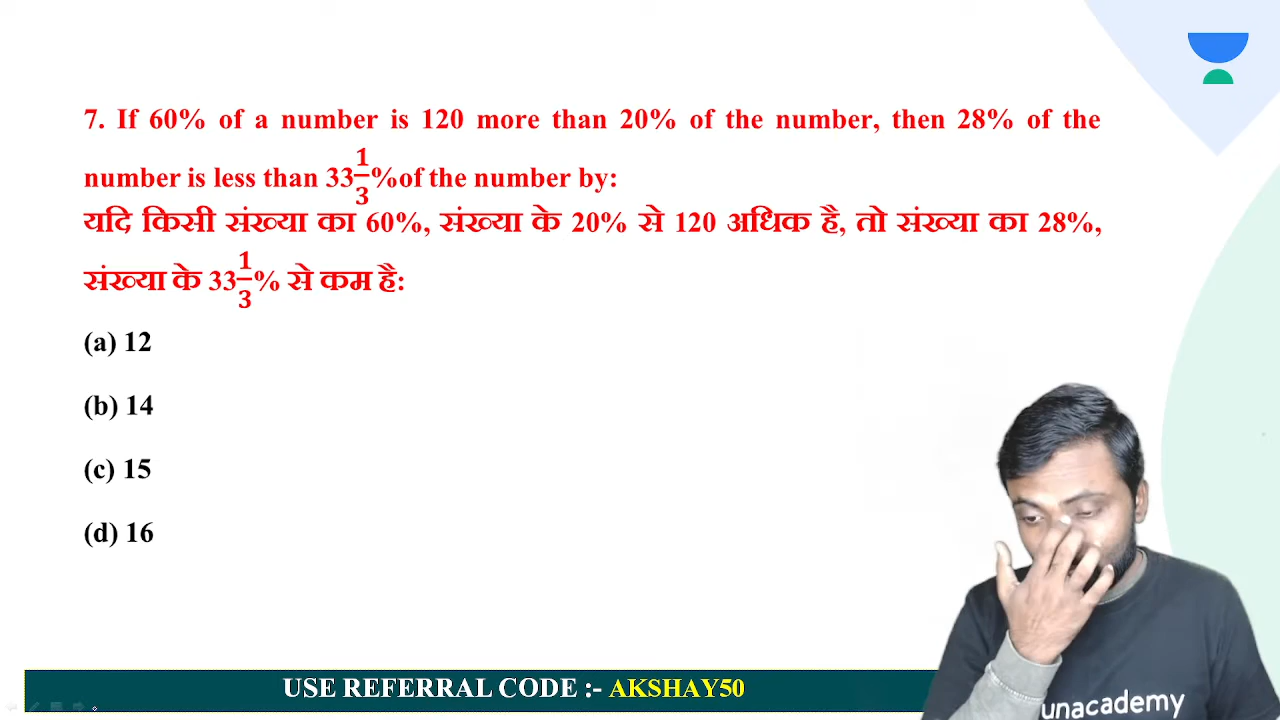 7. If 60% of a number is 120 more than 20% of the number, then 28% of the
number is less than 33 1/3 %of the number by:
यदि किसी संख्या का 60%, संख्या के 20% से 120 अधिक है, तो संख्या का 28%,
संख्या के 33 1/3 % से कम है:
(a) 12
(b) 14
(c) 15
(d) 16
USE REFERRAL CODE :- AKSHAY50
unacademy